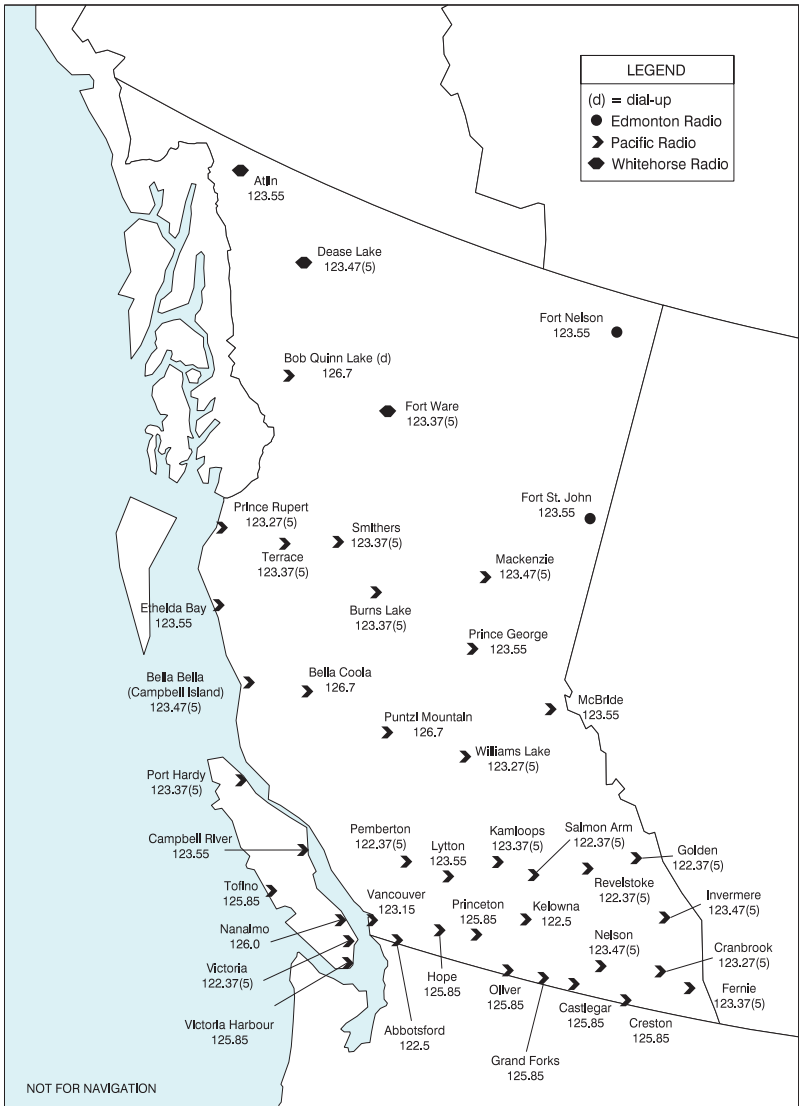 LEGEND
(d) = dial-up
Edmonton Radio
Pacific Radio
Whitehorse Radio
Atlin
123.55
Dease Lake
123.47(5)
Fort Nelson
123.55
Bob Quinn Lake (d)
126.7
Fort Ware
123.37(5)
Fort St. John
123.55
Prince Rupert
123.27(5)
Terrace
123.37(5)
Smithers
123.37(5)
Mackenzie
123.47(5)
Ethelda Bay
123.55
Burns Lake
123.37(5)
Prince George
123.55
Bella Bella
(Campbell Island)
123.47(5)
Bella Coola
126.7
McBride
123.55
Puntzi Mountain
126.7
Williams Lake
123.27(5)
Port Hardy
123.37(5)
Campbell River
123.55
Pemberton
122.37(5)
Lytton
123.55
Kamloops
123.37(5)
Salmon Arm
122.37(5)
Golden
122.37(5)
Revelstoke
122.37(5)
Tofino
125.85
Vancouver
123.15
Princeton
125.85
Kelowna
122.5
Invermere
123.47(5)
Nanaimo
126.0
Nelson
123.47(5)
Cranbrook
123.27(5)
Victoria
122.37(5)
Hope
125.85
Oliver
125.85
Castlegar
125.85
Creston
125.85
Fernie
123.37(5)
Victoria Harbour
125.85
Abbotsford
122.5
Grand Forks
125.85
NOT FOR NAVIGATION